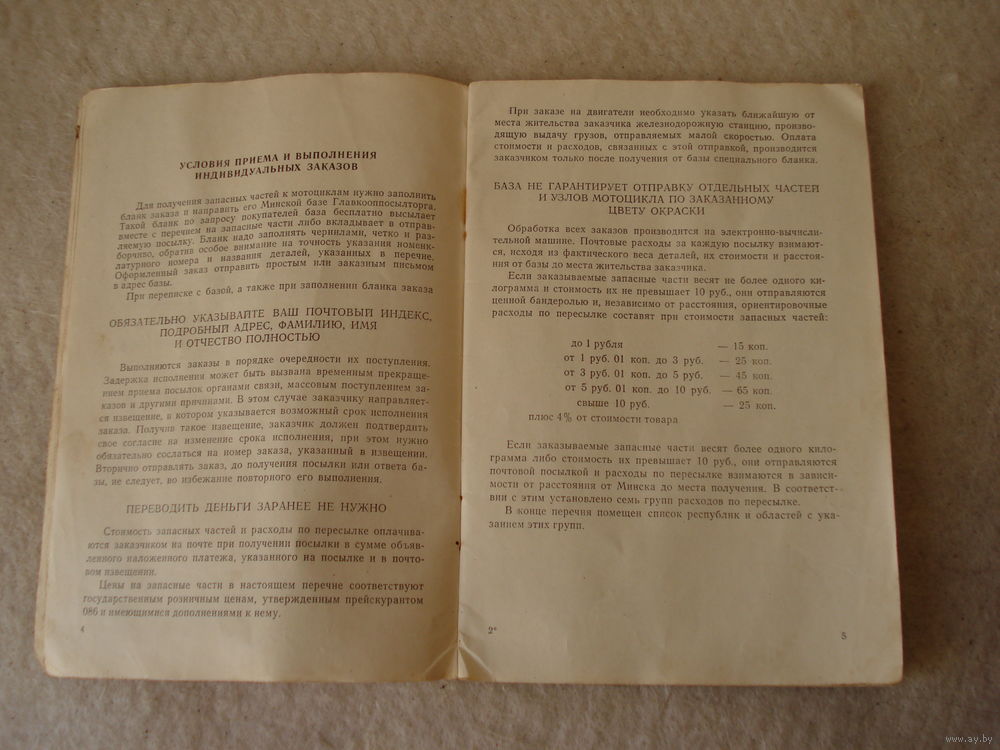 УСЛОВИЯ ПРИЕМА И ВЫПОЛНЕНИЯ
ИНДИВИДУАЛЬНЫХ ЗАКАЗОВ
Для получения запасных частей к мотоциклам нужно заполнить
бланк заказа и направить его Минской базе Главкооппосылторга.
Такой бланк по запросу покупателей база бесплатно высылает
вместе с перечнем на запасные части либо вкладывает в отправ-
ляемую посылку. Бланк надо заполнять чернилами, четко и раз-
борчиво, обратив особое внимание на точность указания номенк-
латурного номера и названия деталей, указанных в перечне.
Оформленный заказ отправить простым или заказным письмом
в адрес базы.
При переписке с базой, а также при заполнении бланка заказа
ОБЯЗАТЕЛЬНО УКАЗЫВАЙТЕ ВАШ ПОЧТОВЫЙ ИНДЕКС,
ПОДРОБНЫЙ АДРЕС, ФАМИЛИЮ, ИМЯ
И ОТЧЕСТВО ПОЛНОСТЬЮ
Выполняются заказы в порядке очередности их поступления.
Задержка исполнения может быть вызвана временным прекраще-
нием приема посылок органами связи, массовым поступлением за-
казов и другими причинами. В этом случае заказчику направляет-
ся извещение, в котором указывается возможный срок исполнения
заказа. Получив такое извещение, заказчик должен подтвердить
свое согласие на изменение срока исполнения, при этом нужно
обязательно сослаться на номер заказа, указанный в извещении.
Вторично отправлять заказ, до получения посылки или ответа ба-
зы, не следует, во избежание повторного его выполнения.
ПЕРЕВОДИТЬ ДЕНЬГИ ЗАРАНЕЕ НЕ НУЖНО
Стоимость запасных частей и расходы по пересылке оплачива-
ются заказчиком на почте при получении посылки в сумме объяв-
ленного наложенного платежа, указанного на посылке и в почто-
вом извещении.
Цены на запасные части в настоящем перечне соответствуют
государственным розничным ценам, утвержденным прейскурантом
086 и имеющимися дополнениями к нему.
4
При заказе на двигатели необходимо указать ближайшую от
места жительства заказчика железнодорожную станцию, произво-
дящую выдачу грузов, отправляемых малой скоростью. Оплата
стоимости и расходов, связанных с этой отправкой, производится
заказчиком только после получения от базы специального бланка.
БАЗА НЕ ГАРАНТИРУЕТ ОТПРАВКУ ОТДЕЛЬНЫХ ЧАСТЕЙ
И УЗЛОВ МОТОЦИКЛА ПО ЗАКАЗАННОМУ
ЦВЕТУ ОКРАСКИ
Обработка всех заказов производится на электронно-вычисли-
тельной машине. Почтовые расходы за каждую посылку взимают-
ся, исходя из фактического веса деталей, их стоимости и расстоя-
ния от базы до места жительства заказчика.
Если заказываемые запасные части весят не более одного ки-
лограмма и стоимость их не превышает 10 руб., они отправляются
ценной бандеролью и, независимо от расстояния, ориентировочные
расходы по пересылке составят при стоимости запасных частей:
до 1 рубля — 15 коп.
от 1 руб. 01 коп. до 3 руб. — 25 коп.
от 3 руб. 01 коп. до 5 руб. — 45 коп.
от 5 руб. 01 коп. до 10 руб. — 65 коп.
свыше 10 руб. — 25 коп.
плюс 4% от стоимости товара
Если заказываемые запасные части весят более одного кило-
грамма либо стоимость их превышает 10 руб., они отправляются
почтовой посылкой и расходы по пересылке взимаются в зависи-
мости от расстояния от Минска до места получения. В соответст-
вии с этим установлено семь групп расходов по пересылке.
В конце перечня помещен список республик и областей с ука-
занием этих групп.
2*
5
www.ay.by